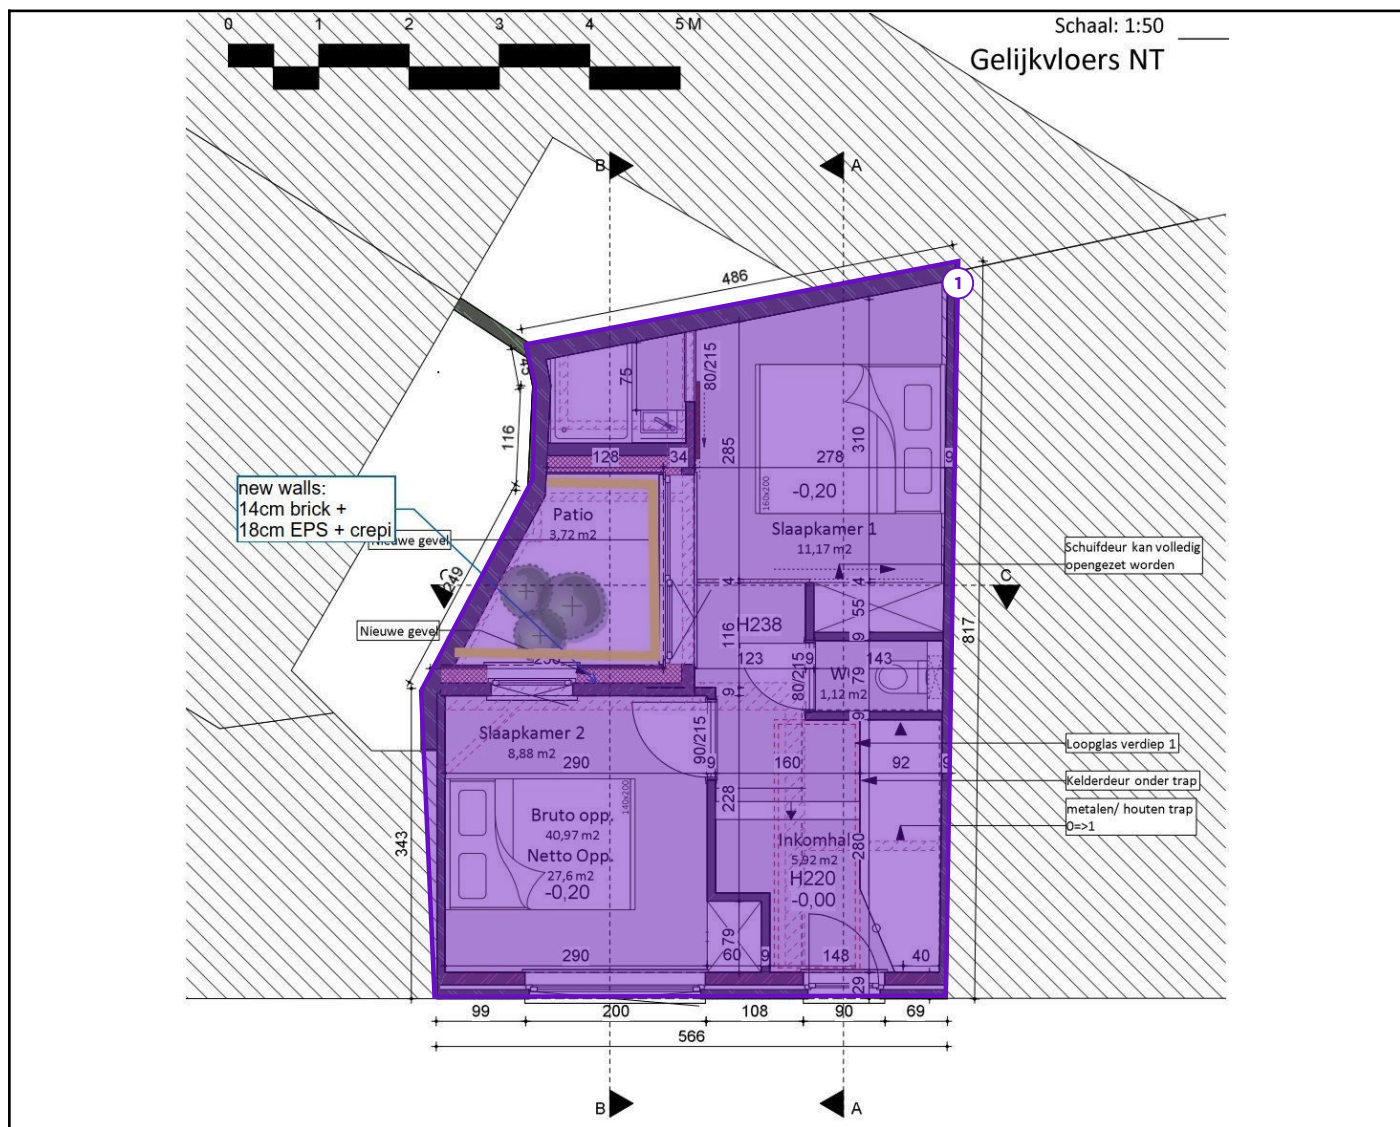 0 1 2 3 4 5 M
Schaal: 1:50
Gelijkvloers NT
B
A
486
1
45
75
80/215
116
285
310
128
34
278
9
160x200
-0,20
new walls:
14cm brick +
18cm EPS + crepi
Nieuwe gevel
Patio
3,72 m2
Slaapkamer 1
11,17 m2
Schuifdeur kan volledig
opengezet worden
C
249
4
4
C
55
H238
116
9
817
Nieuwe gevel
250
123
9
143
80/215
79
1,12 m2
9
9
Slaapkamer 2
8,88 m2
90/215
Loopglas verdiep 1
290
9
160
92
9
Kelderdeur onder trap
140x200
228
metalen/ houten trap
0=>1
Bruto opp.
40,97 m2
Netto Opp.
27,6 m2
-0,20
343
Inkomhal
5,92 m2
280
H220
-0,00
79
290
60
9
148
40
29
99
200
108
90
69
566
B
A